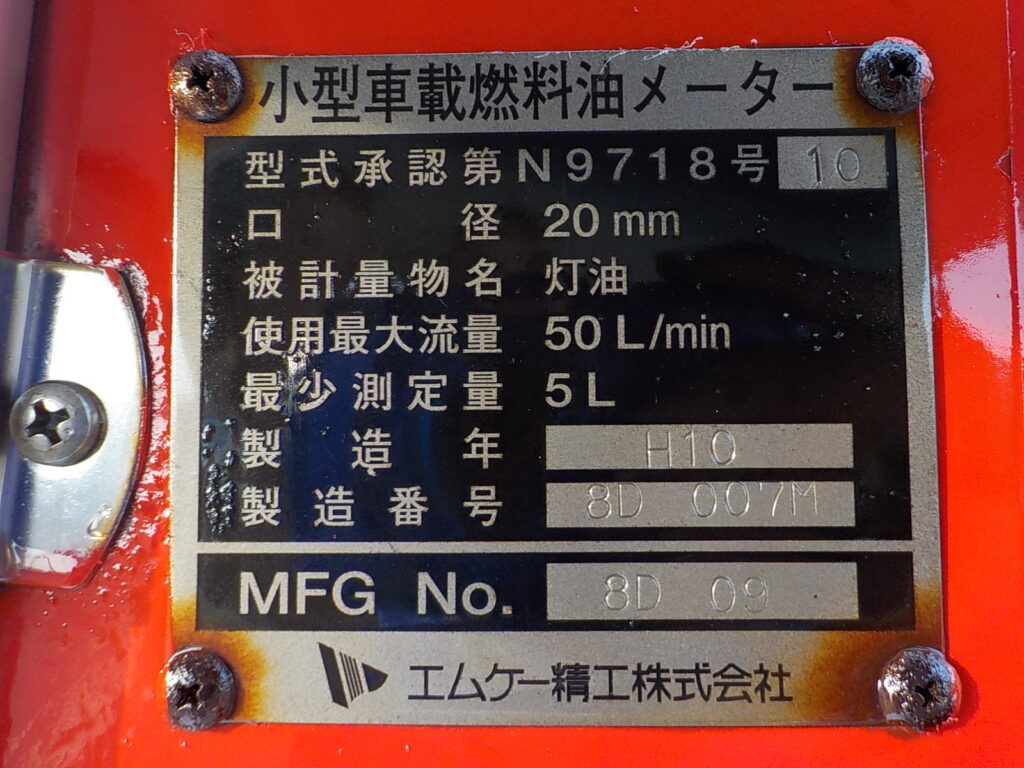 小型車載燃料油メーター
型式承認第N9718号 10
口径 20 mm
被計量物名 灯油
使用最大流量 50 L/min
最少測定量 5 L
製造年 H10
製造番号 8D 007M
MFG No. 8D 09
エムケー精工株式会社